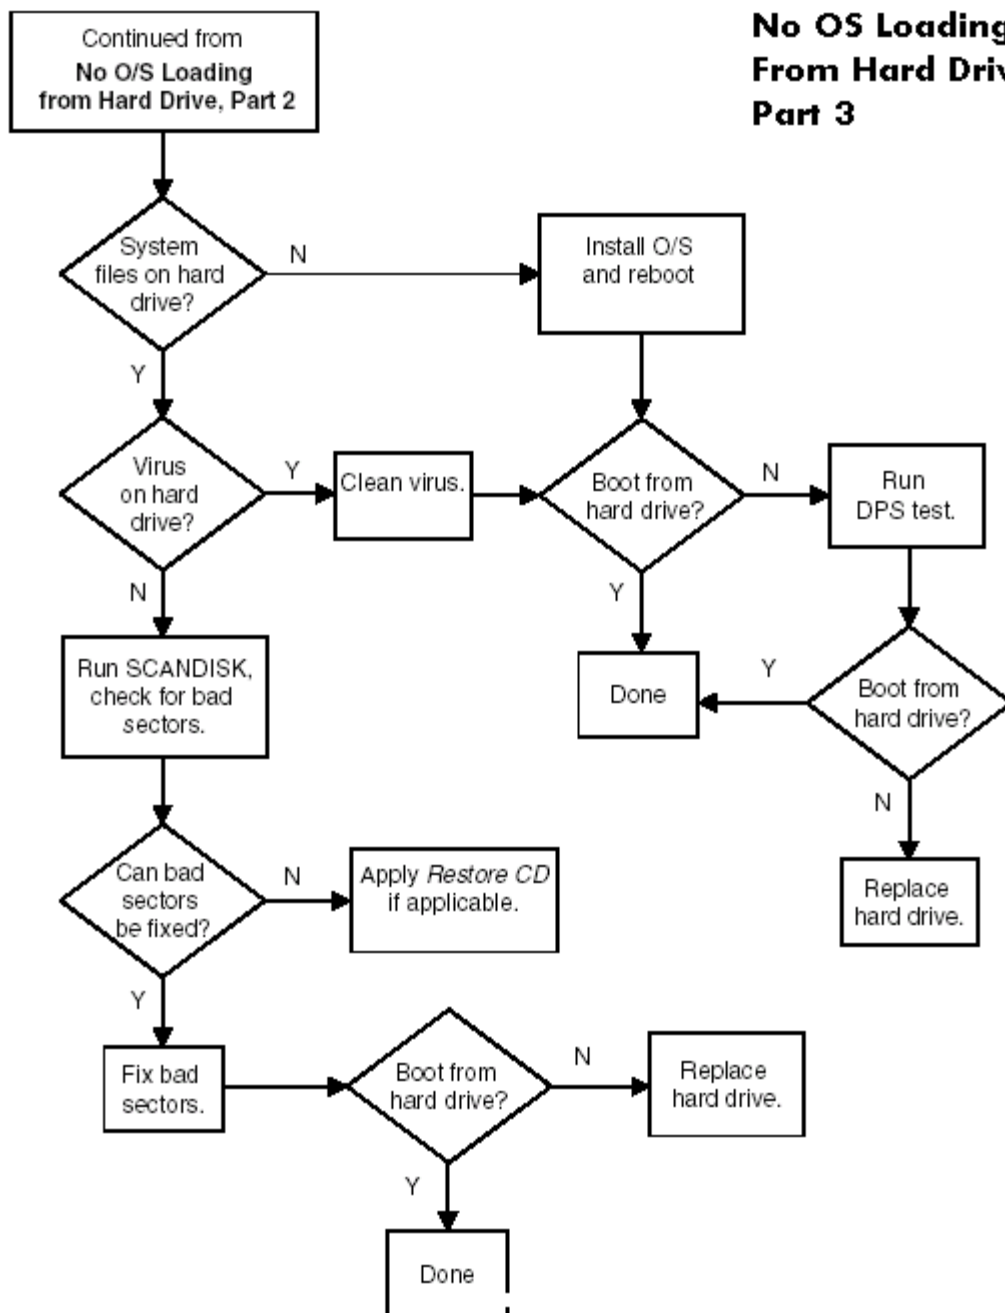 No OS Loading
From Hard Driv
Part 3
Continued from
No O/S Loading
from Hard Drive, Part 2
System
files on hard
drive?
N
Install O/S
and reboot
Y
Virus
on hard
drive?
Y
Clean virus.
Boot from
hard drive?
N
Run
DPS test.
N
Y
Run SCANDISK,
check for bad
sectors.
Done
Y
Boot from
hard drive?
N
Can bad
sectors
be fixed?
N
Apply Restore CD
if applicable.
Replace
hard drive.
Y
Fix bad
sectors.
Boot from
hard drive?
N
Replace
hard drive.
Y
Done